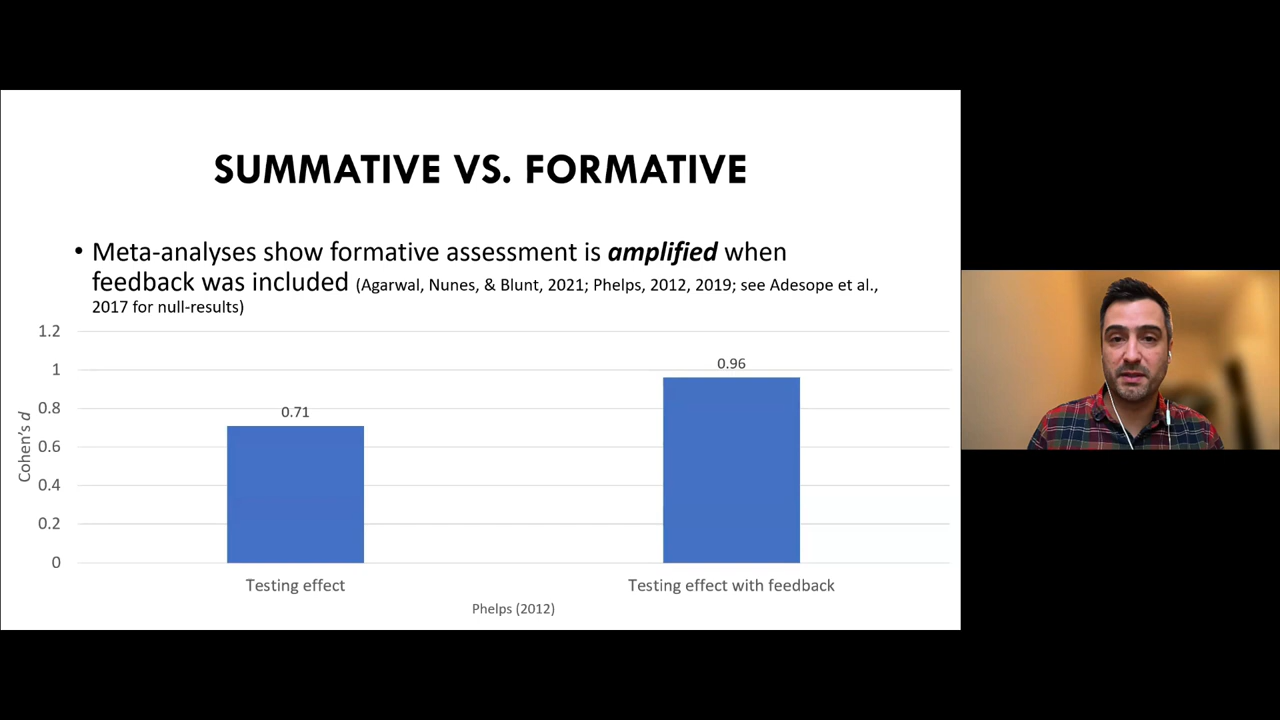 SUMMATIVE VS. FORMATIVE
• Meta-analyses show formative assessment is amplified when
feedback was included (Agarwal, Nunes, & Blunt, 2021; Phelps, 2012, 2019; see Adesope et al.,
2017 for null-results)
1.2
1
0.8
0.6
0.4
0.2
0
Cohen's d
0.71
0.96
Testing effect
Testing effect with feedback
Phelps (2012)